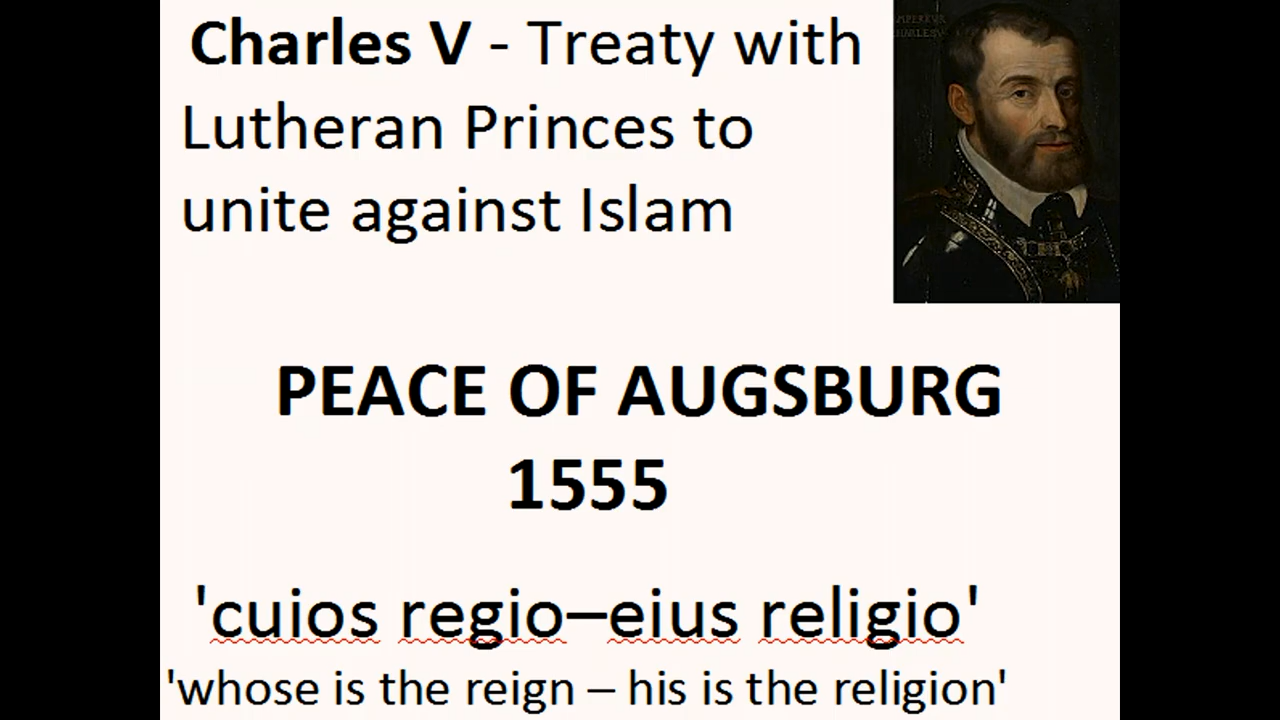 Charles V - Treaty with
Lutheran Princes to
unite against Islam
PEACE OF AUGSBURG
1555
'cuios regio–eius religio'
'whose is the reign – his is the religion'